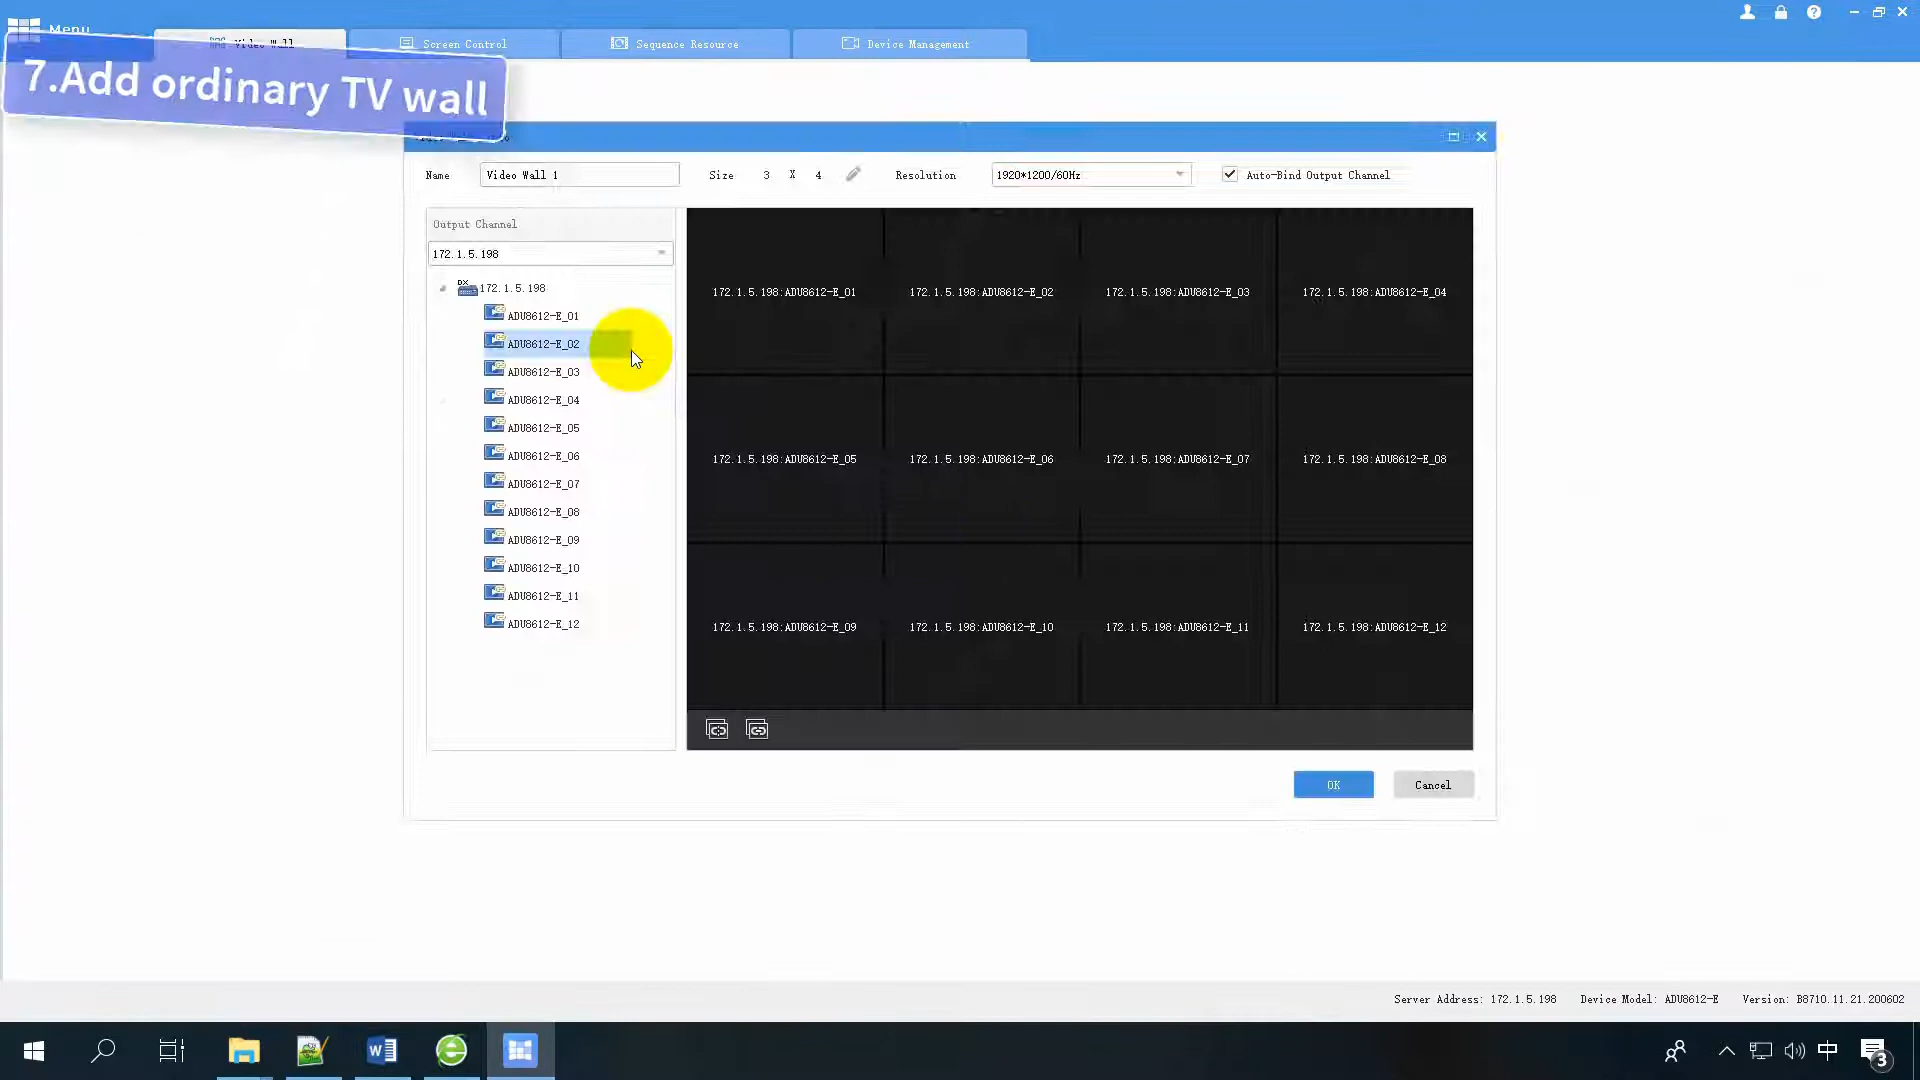 Menu
Video Wall
Screen Control
Sequence Resource
Device Management
7.Add ordinary TV wall
Name
Video Wall 1
Size 3 X 4
Resolution
1920*1200/60Hz
Auto-Bind Output Channel
Output Channel
172.1.5.198
172.1.5.198
ADU8612-E_01
ADU8612-E_02
ADU8612-E_03
ADU8612-E_04
ADU8612-E_05
ADU8612-E_06
ADU8612-E_07
ADU8612-E_08
ADU8612-E_09
ADU8612-E_10
ADU8612-E_11
ADU8612-E_12
172.1.5.198:ADU8612-E_01
172.1.5.198:ADU8612-E_02
172.1.5.198:ADU8612-E_03
172.1.5.198:ADU8612-E_04
172.1.5.198:ADU8612-E_05
172.1.5.198:ADU8612-E_06
172.1.5.198:ADU8612-E_07
172.1.5.198:ADU8612-E_08
172.1.5.198:ADU8612-E_09
172.1.5.198:ADU8612-E_10
172.1.5.198:ADU8612-E_11
172.1.5.198:ADU8612-E_12
OK
Cancel
Server Address: 172.1.5.198
Device Model: ADU8612-E
Version: B8710.11.21.200602
中
3